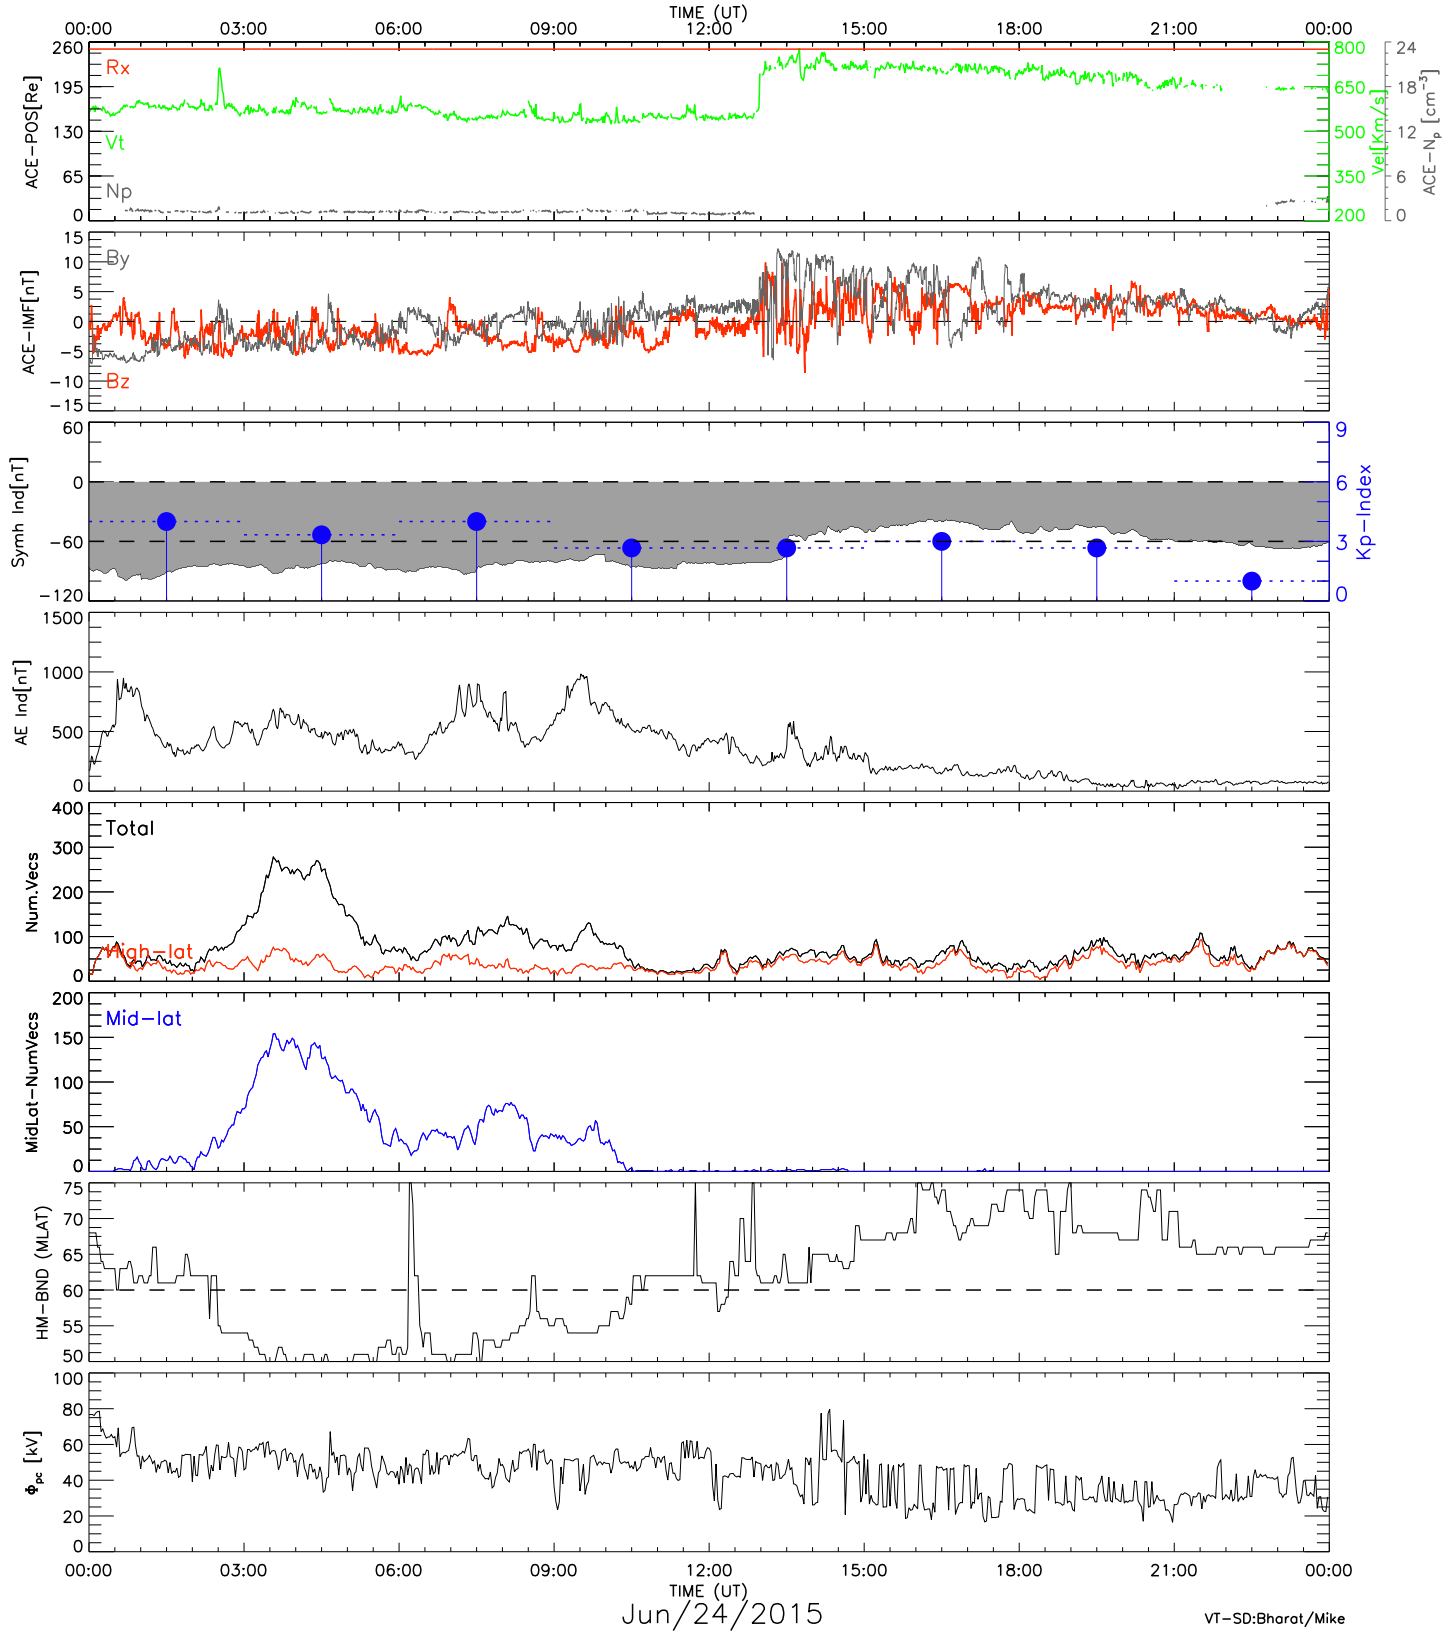 TIME (UT)
00:00 03:00 06:00 09:00 12:00 15:00 18:00 21:00 00:00
ACE-POS[Re]
260
195
130
65
0
Rx
Vt
Np
800
650
500
350
200
Vel[Km/s]
24
18
12
6
0
ACE-Np [cm-3]
ACE-IMF[nT]
15
10
5
0
-5
-10
-15
By
Bz
Symh Ind[nT]
60
0
-60
-120
9
6
3
0
Kp-Index
AE Ind[nT]
1500
1000
500
0
Num.Vecs
400
300
200
100
0
Total
High-lat
MidLat-NumVecs
200
150
100
50
0
Mid-lat
HM-BND (MLAT)
75
70
65
60
55
50
Φpc [kV]
100
80
60
40
20
0
00:00 03:00 06:00 09:00 12:00 15:00 18:00 21:00 00:00
TIME (UT)
Jun/24/2015
VT-SD:Bharat/Mike